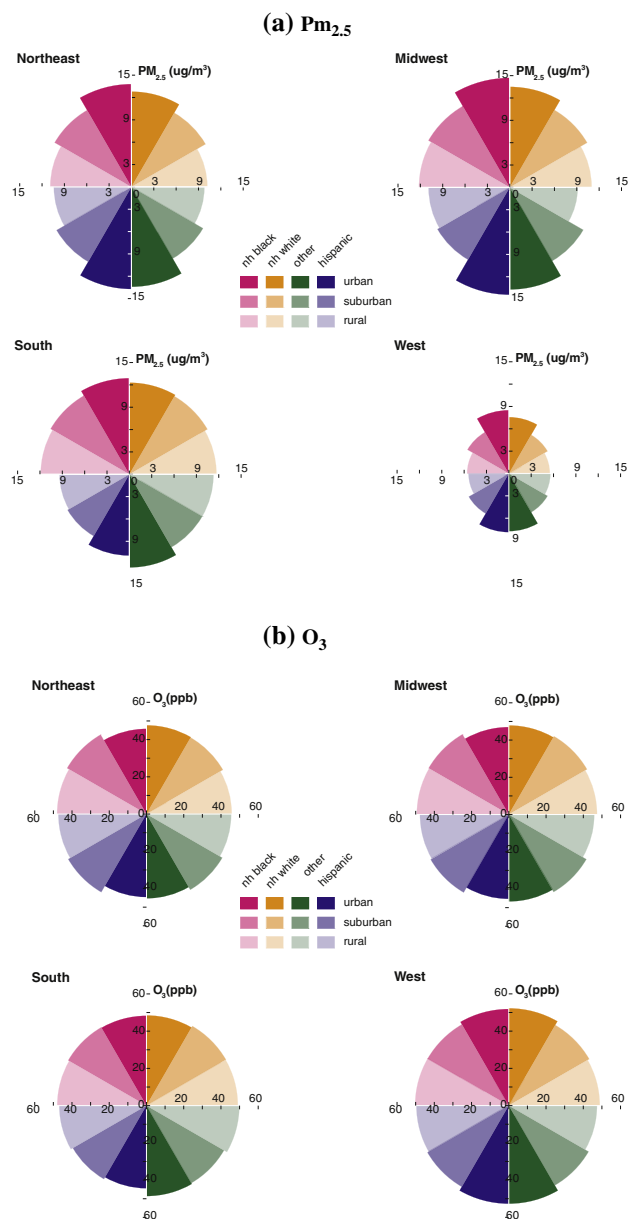 (a) Pm2.5
Northeast
Midwest
15 PM2.5 (ug/m³)
15 PM2.5 (ug/m³)
9
9
3
3
15 9 3 0 3 9 15
15 9 3 0 3 9 15
3
3
9
9
-15
15
nh black nh white other hispanic
urban
suburban
rural
South
West
15 PM2.5 (ug/m³)
15 PM2.5 (ug/m³)
9
9
3
3
15 9 3 0 3 9 15
15 9 3 0 3 9 15
3
3
9
9
15
15
(b) O3
Northeast
Midwest
60 O3(ppb)
60 O3(ppb)
40
40
20
20
60 40 20 0 20 40 60
60 40 20 0 20 40 60
20
20
40
40
60
60
nh black nh white other hispanic
urban
suburban
rural
South
West
60 O3(ppb)
60 O3(ppb)
40
40
20
20
60 40 20 0 20 40 60
60 40 20 0 20 40 60
20
20
40
40
60
60